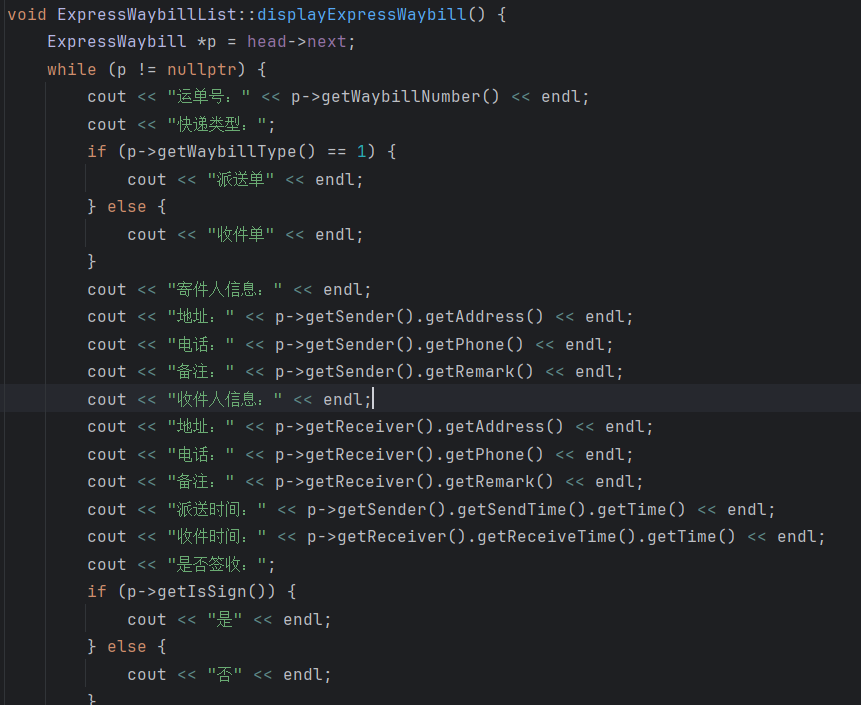 void ExpressWaybillList::displayExpressWaybill() {
    ExpressWaybill *p = head->next;
    while (p != nullptr) {
        cout << "运单号：" << p->getWaybillNumber() << endl;
        cout << "快递类型：";
        if (p->getWaybillType() == 1) {
            cout << "派送单" << endl;
        } else {
            cout << "收件单" << endl;
        }
        cout << "寄件人信息：" << endl;
        cout << "地址：" << p->getSender().getAddress() << endl;
        cout << "电话：" << p->getSender().getPhone() << endl;
        cout << "备注：" << p->getSender().getRemark() << endl;
        cout << "收件人信息：" << endl;
        cout << "地址：" << p->getReceiver().getAddress() << endl;
        cout << "电话：" << p->getReceiver().getPhone() << endl;
        cout << "备注：" << p->getReceiver().getRemark() << endl;
        cout << "派送时间：" << p->getSender().getSendTime().getTime() << endl;
        cout << "收件时间：" << p->getReceiver().getReceiveTime().getTime() << endl;
        cout << "是否签收：";
        if (p->getIsSign()) {
            cout << "是" << endl;
        } else {
            cout << "否" << endl;
        }